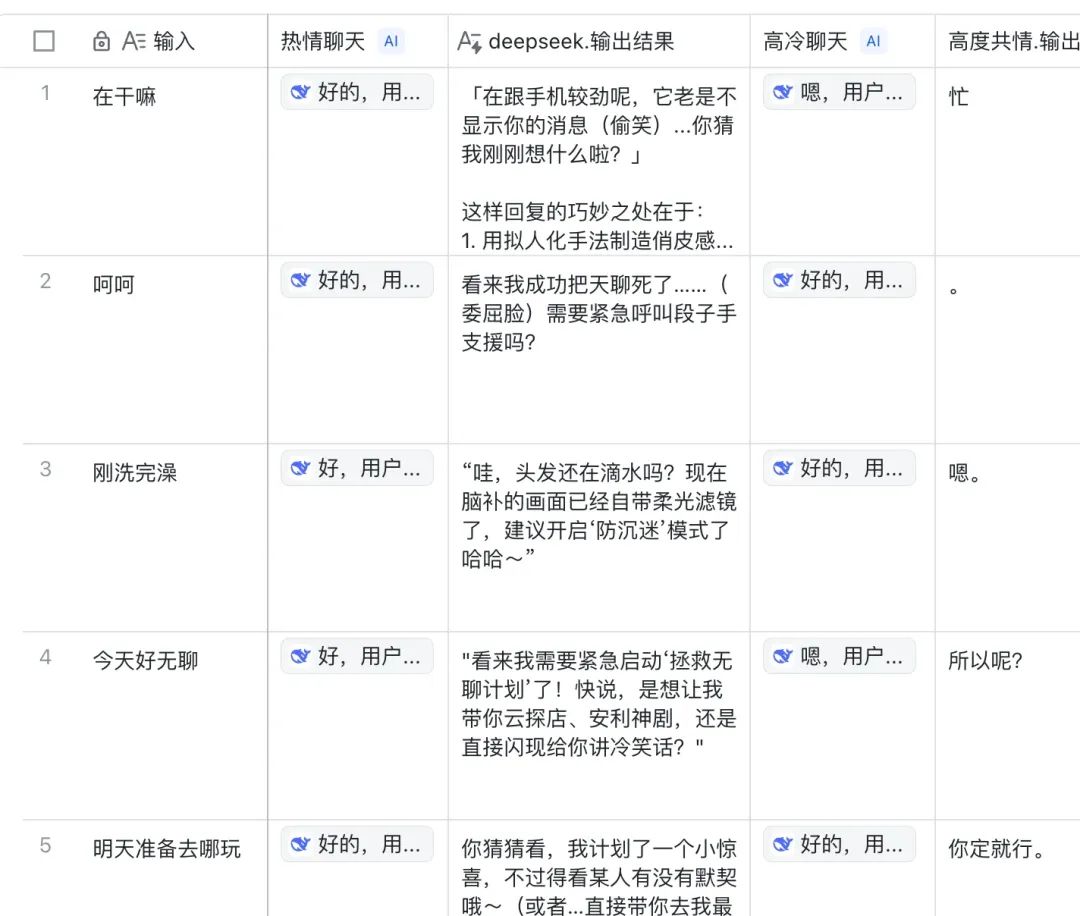 输入 热情聊天 AI deepseek.输出结果 高冷聊天 AI 高度共情.输出
1 在干嘛 好的，用... 「在跟手机较劲呢，它老是不 嗯，用户... 忙
显示你的消息（偷笑）...你猜
我刚刚想什么啦？」
这样回复的巧妙之处在于：
1. 用拟人化手法制造俏皮感...
2 呵呵 好的，用... 看来我成功把天聊死了......（ 好的，用... 。
委屈脸）需要紧急呼叫段子手
支援吗？
3 刚洗完澡 好，用户... “哇，头发还在滴水吗？现在 好的，用... 嗯。
脑补的画面已经自带柔光滤镜
了，建议开启‘防沉迷’模式了
哈哈～”
4 今天好无聊 好，用户... "看来我需要紧急启动‘拯救无 嗯，用户... 所以呢？
聊计划’了！快说，是想让我
带你云探店、安利神剧，还是
直接闪现给你讲冷笑话？"
5 明天准备去哪玩 好的，用... 你猜猜看，我计划了一个小惊 好的，用... 你定就行。
喜，不过得看某人有没有默契
哦～（或者...直接带你去我最